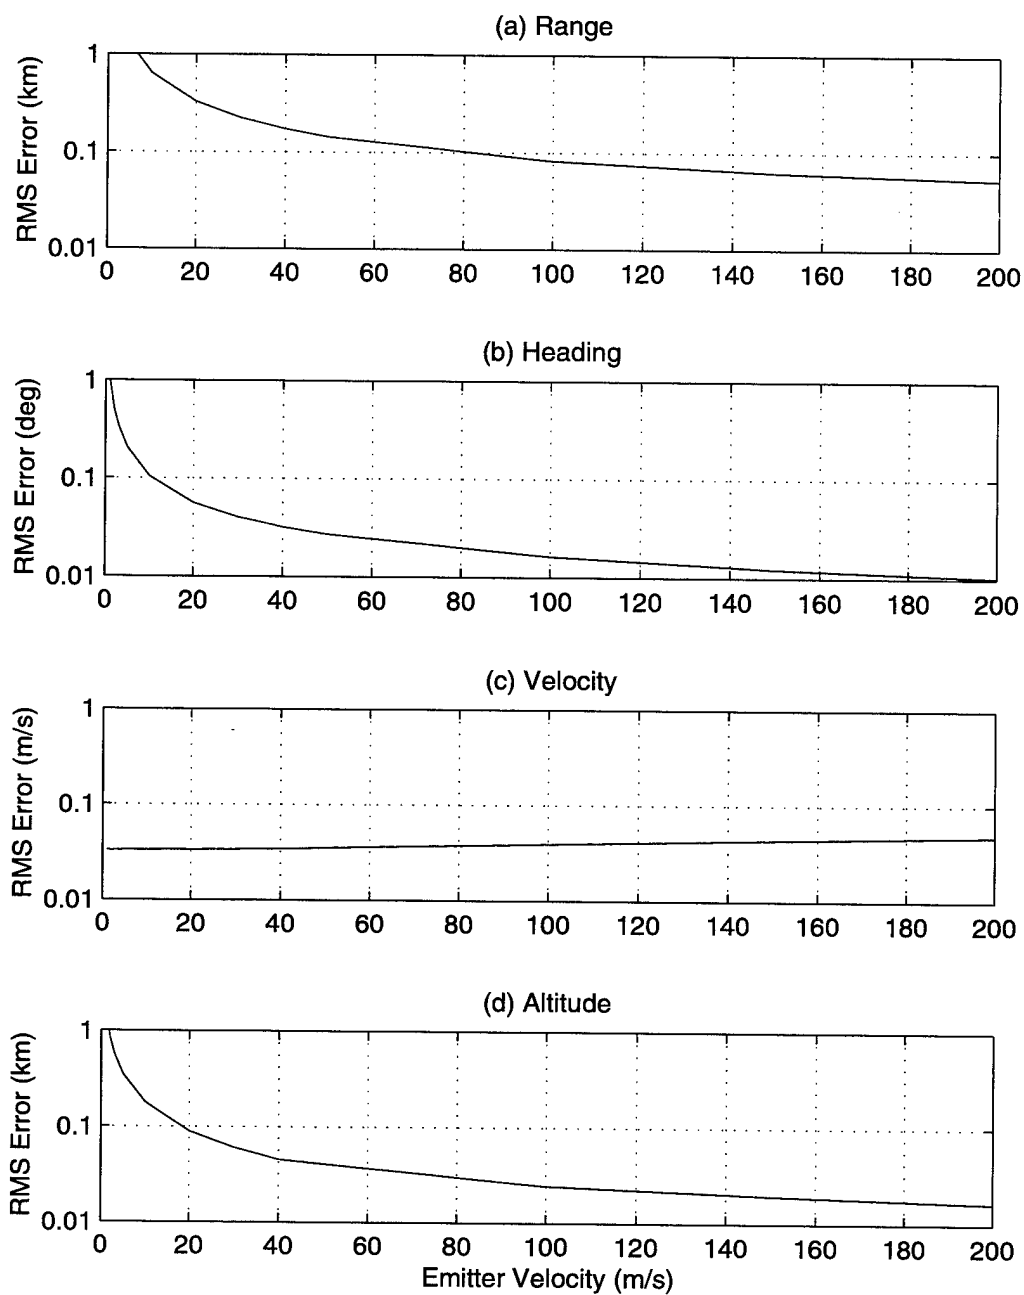 (a) Range
RMS Error (km)
1
0.1
0.01
0 20 40 60 80 100 120 140 160 180 200
(b) Heading
RMS Error (deg)
1
0.1
0.01
0 20 40 60 80 100 120 140 160 180 200
(c) Velocity
RMS Error (m/s)
1
0.1
0.01
0 20 40 60 80 100 120 140 160 180 200
(d) Altitude
RMS Error (km)
1
0.1
0.01
0 20 40 60 80 100 120 140 160 180 200
Emitter Velocity (m/s)